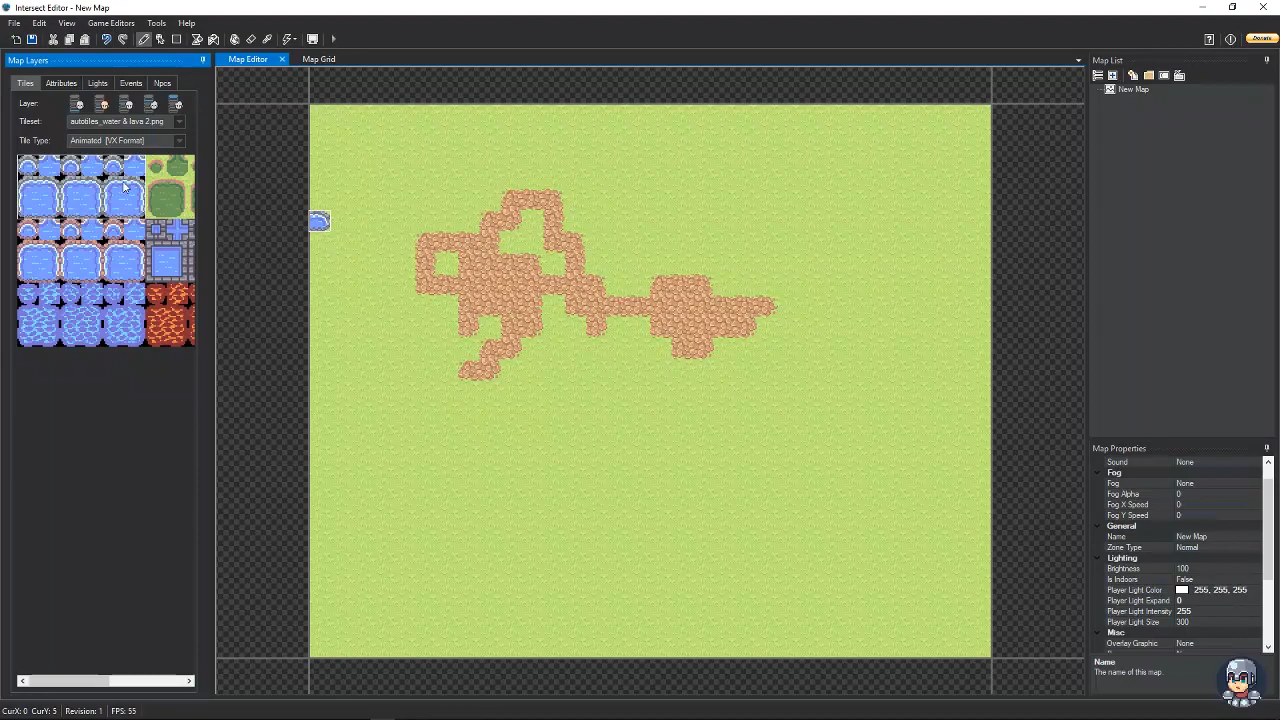 Intersect Editor - New Map
File Edit View Game Editors Tools Help
Donate
Map Layers
Map Editor
Map Grid
Map List
Tiles Attributes Lights Events Npcs
New Map
Layer:
Tileset: autotiles_water & lava 2.png
Tile Type: Animated [VX Format]
Map Properties
Sound None
Fog
Fog None
Fog Alpha 0
Fog X Speed 0
Fog Y Speed 0
General
Name New Map
Zone Type Normal
Lighting
Brightness 100
Is Indoors False
Player Light Color 255, 255, 255
Player Light Expand 0
Player Light Intensity 255
Player Light Size 300
Misc
Overlay Graphic None
Name
The name of this map.
CurX: 0 CurY: 5 Revision: 1 FPS: 55